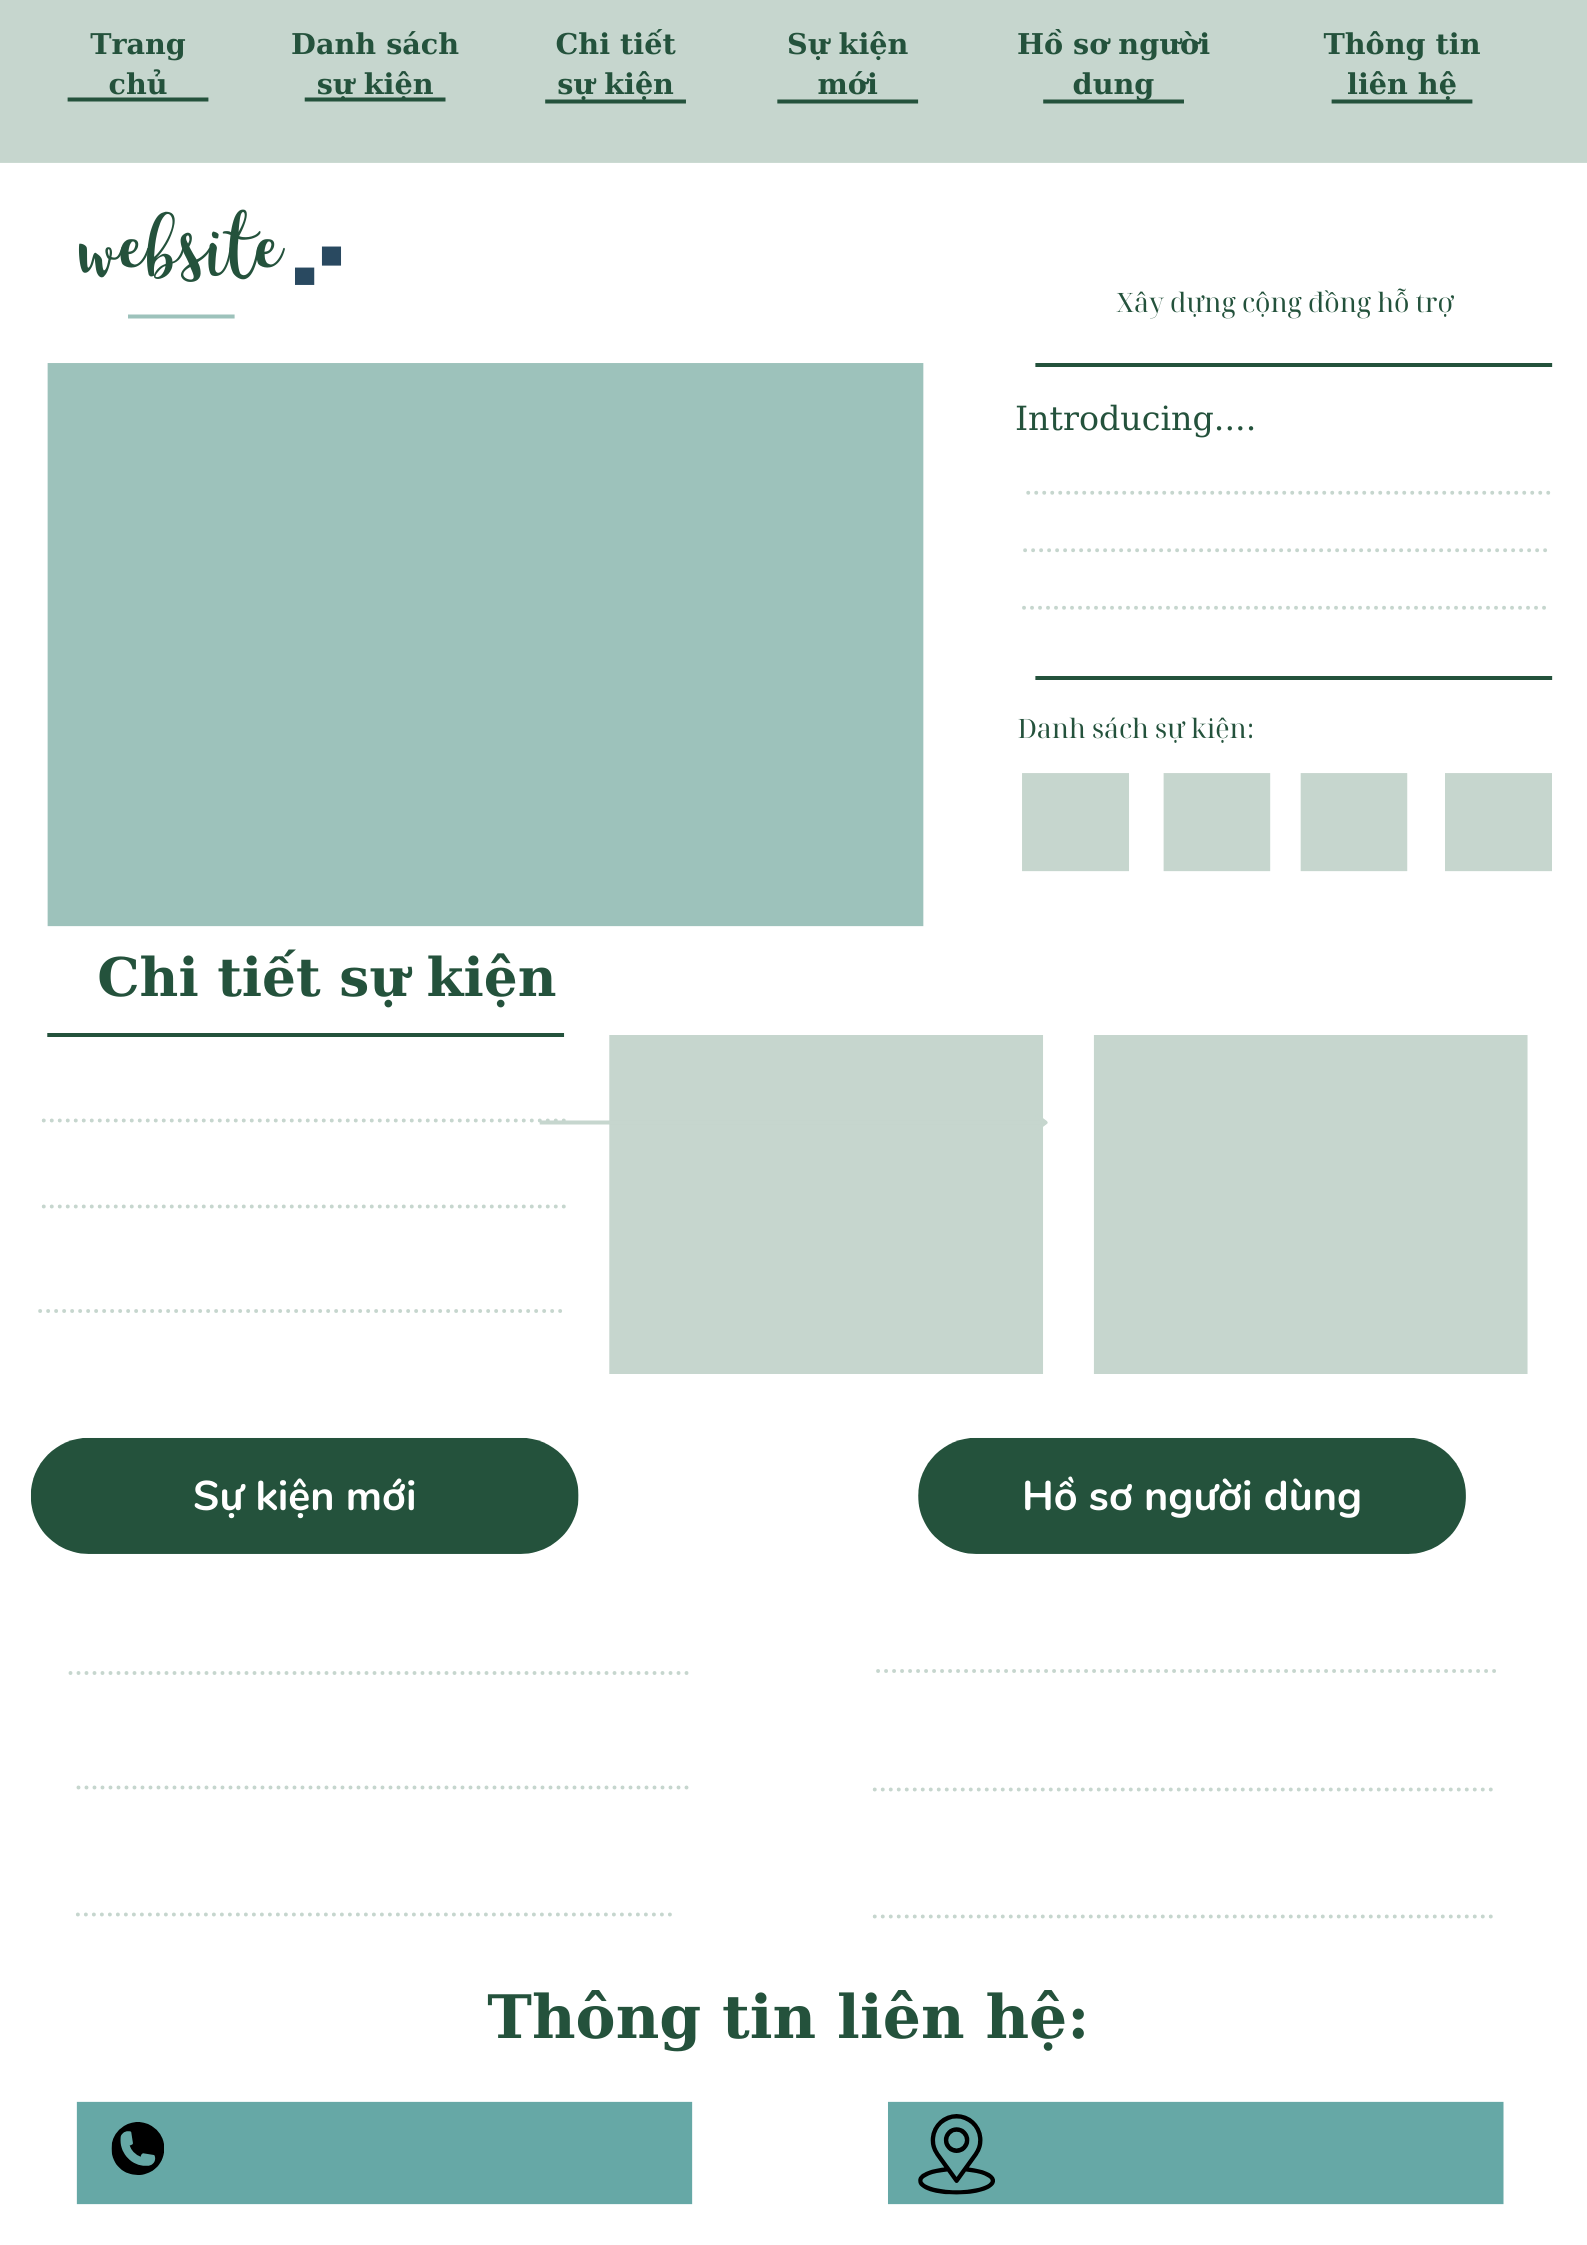 Trang
chủ
Danh sách
sự kiện
Chi tiết
sự kiện
Sự kiện
mới
Hồ sơ người
dung
Thông tin
liên hệ
website
Xây dựng cộng đồng hỗ trợ
Introducing....
Danh sách sự kiện:
Chi tiết sự kiện
Sự kiện mới
Hồ sơ người dùng
Thông tin liên hệ: